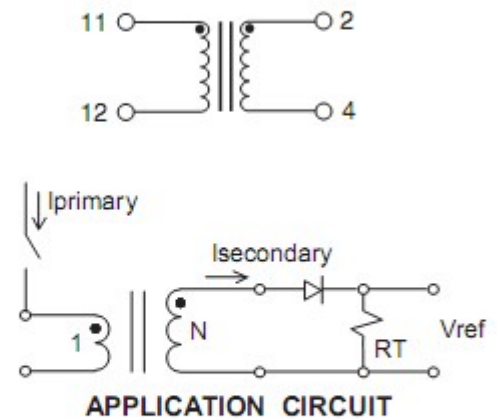 11
2
12
4
Iprimary
Isecondary
1
N
RT
Vref
APPLICATION CIRCUIT